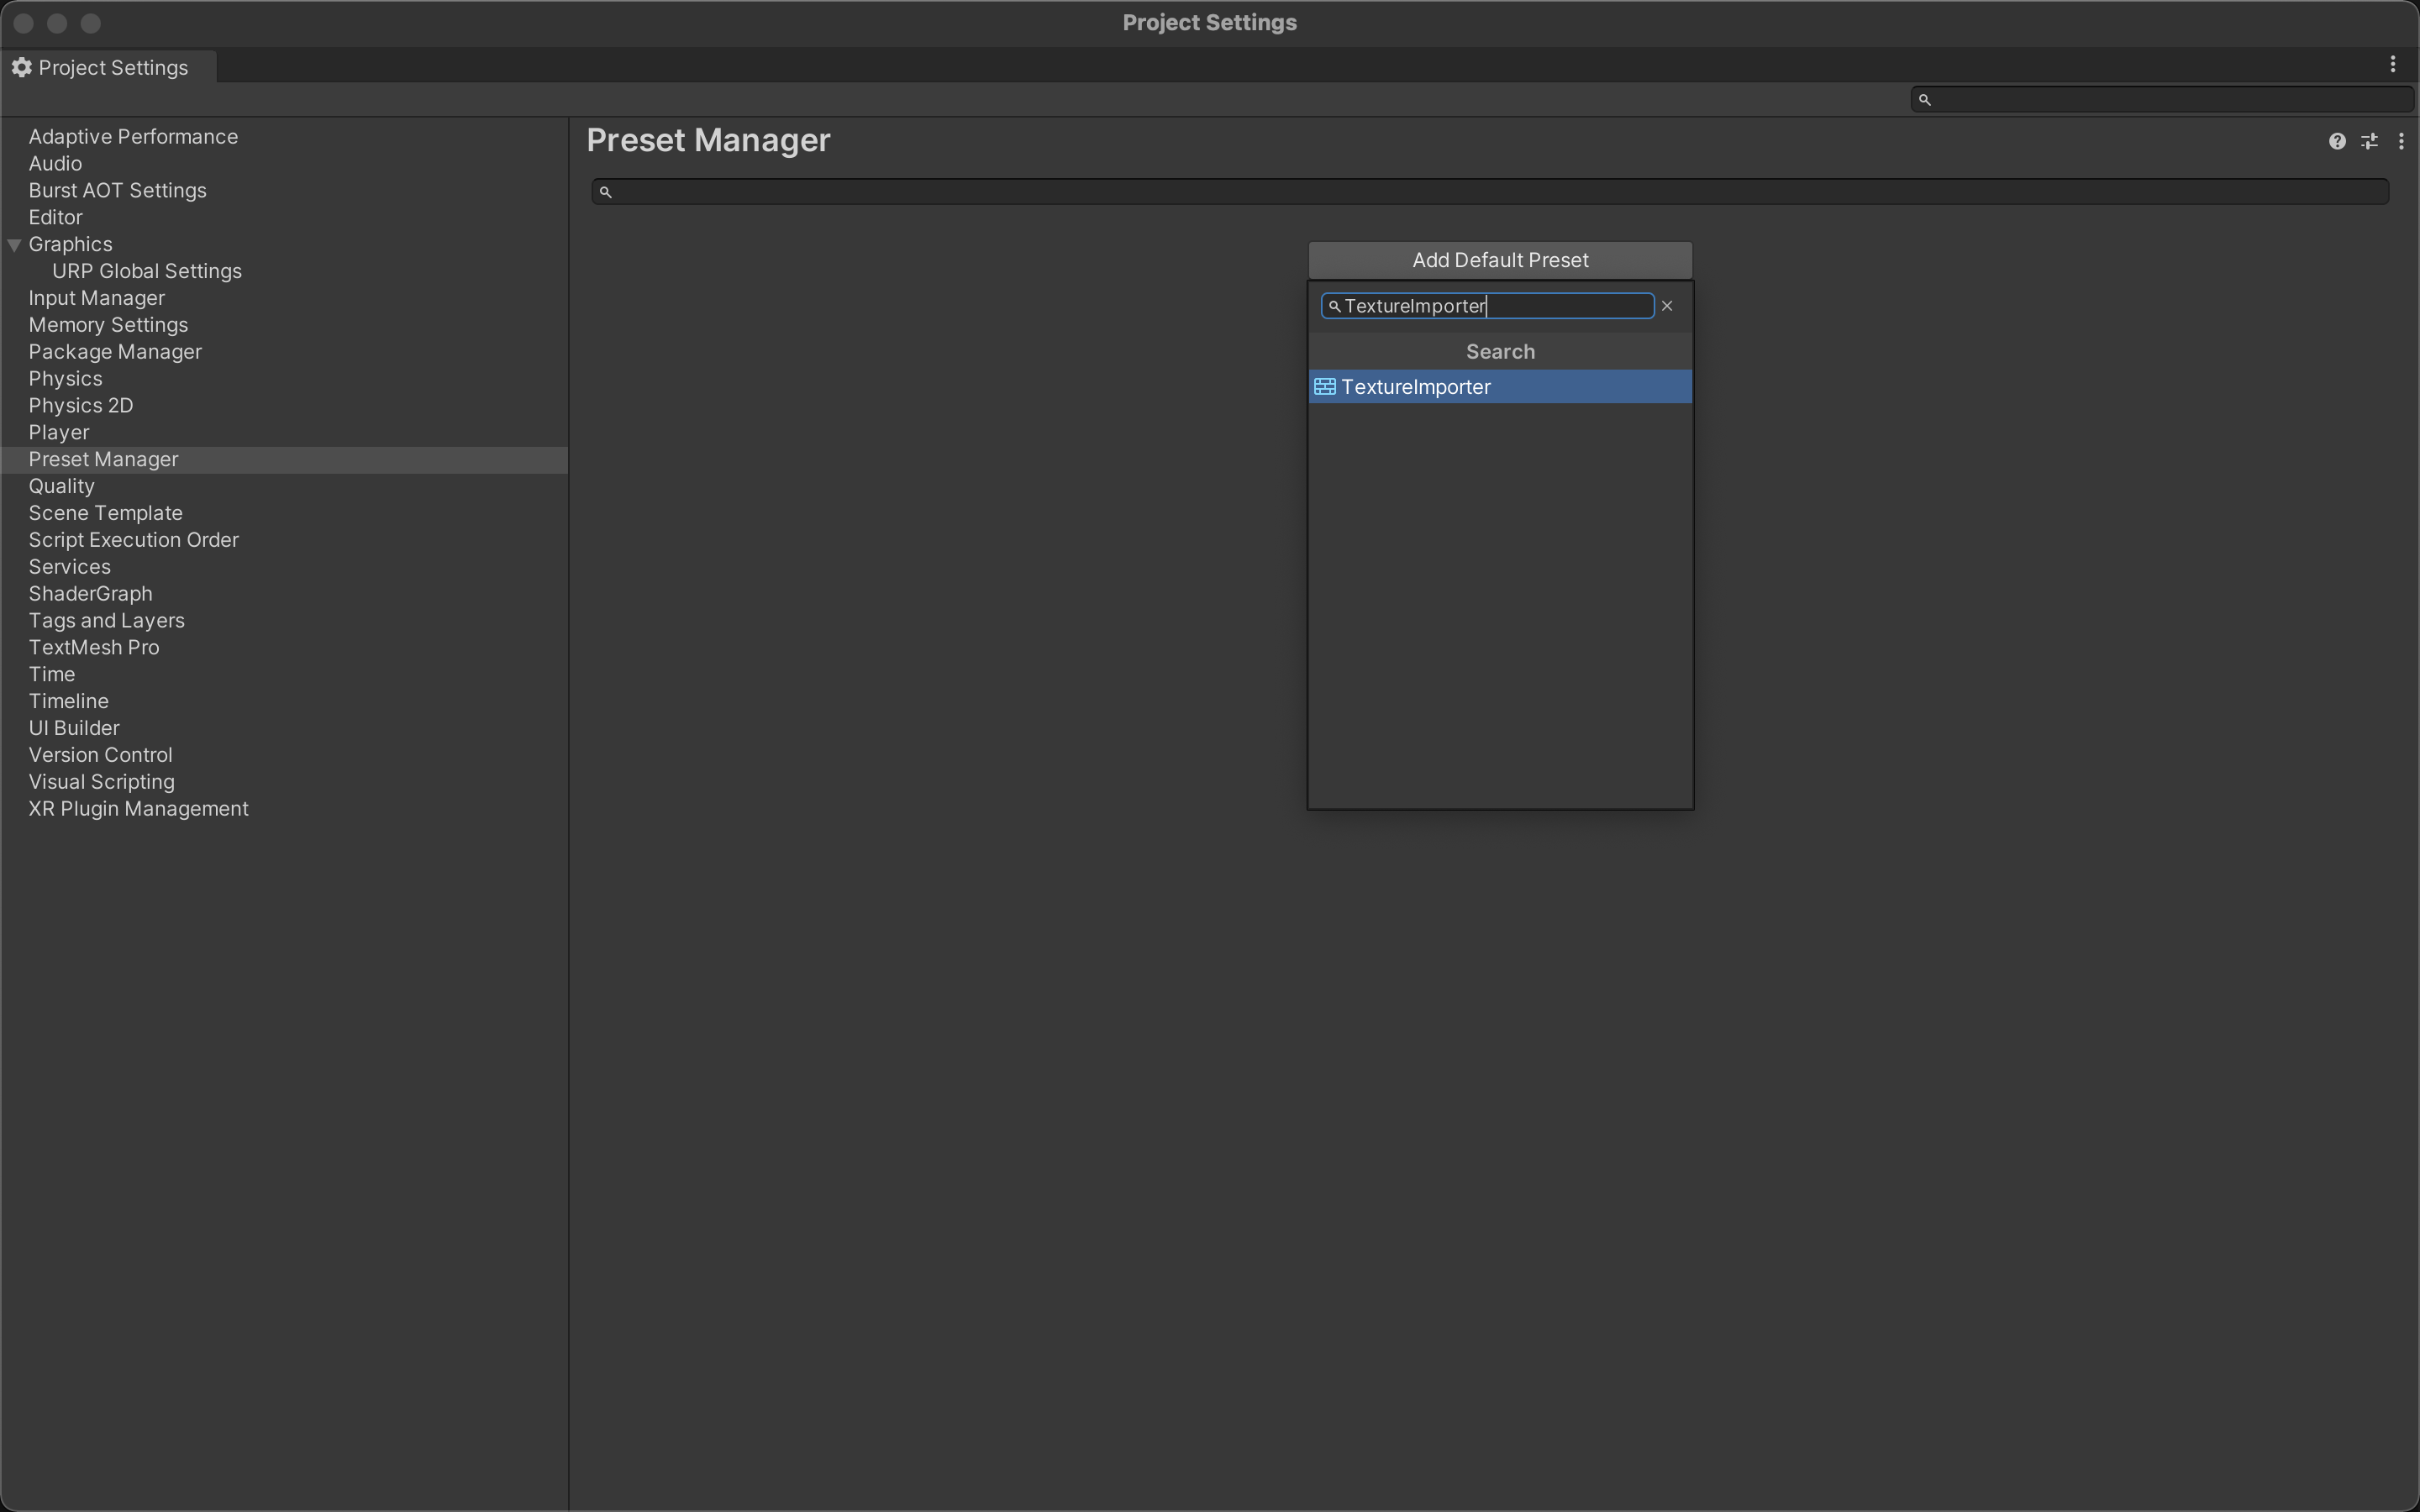 Project Settings
Project Settings
Adaptive Performance
Audio
Burst AOT Settings
Editor
Graphics
URP Global Settings
Input Manager
Memory Settings
Package Manager
Physics
Physics 2D
Player
Preset Manager
Quality
Scene Template
Script Execution Order
Services
ShaderGraph
Tags and Layers
TextMesh Pro
Time
Timeline
UI Builder
Version Control
Visual Scripting
XR Plugin Management
Preset Manager
Add Default Preset
TextureImporter
Search
TextureImporter